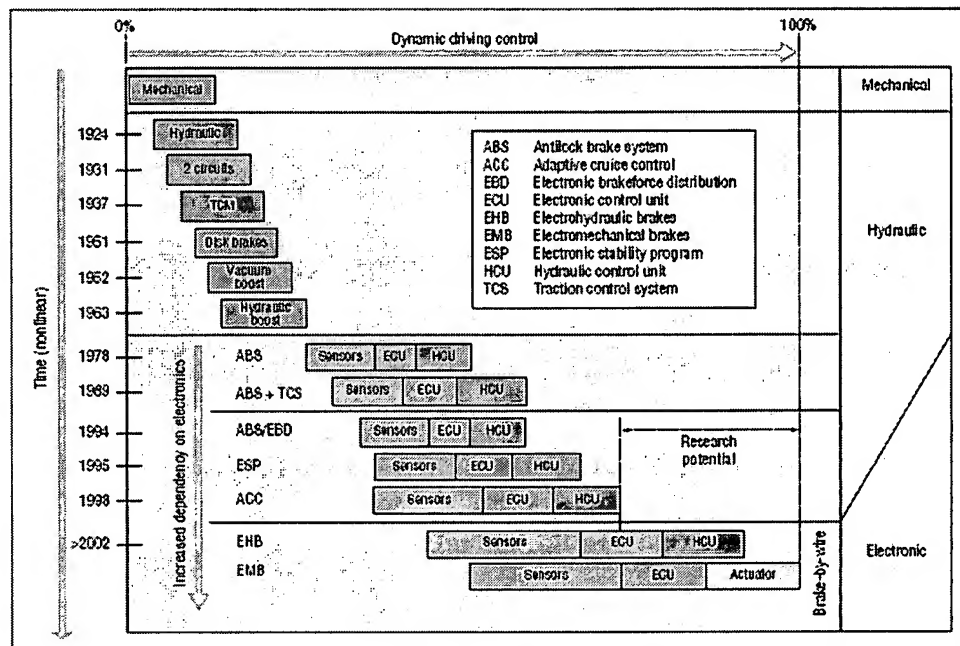 0%
100%
Dynamic driving control
Mechanical
Mechanical
1924
Hydraulic
1931
2 circuits
1937
1961
Disk brakes
1962
Vacuum
boost
1963
Hydraulic
boost
ABS Antilock brake system
ACC Adaptive cruise control
EBD Electronic brakeforce distribution
ECU Electronic control unit
EHB Electrohydraulic brakes
EMB Electromechanical brakes
ESP Electronic stability program
HCU Hydraulic control unit
TCS Traction control system
Hydraulic
Time (nonlinear)
Increased dependency on electronics
1978
ABS
Sensors ECU HCU
1969
ABS + TCS
Sensors ECU HCU
1994
ABS/EBD
Sensors ECU HCU
Research
potential
1995
ESP
Sensors ECU HCU
1998
ACC
Sensors ECU HCU
>2002
EHB
Sensors ECU HCU
EMB
Sensors ECU Actuator
Brake-by-wire
Electronic